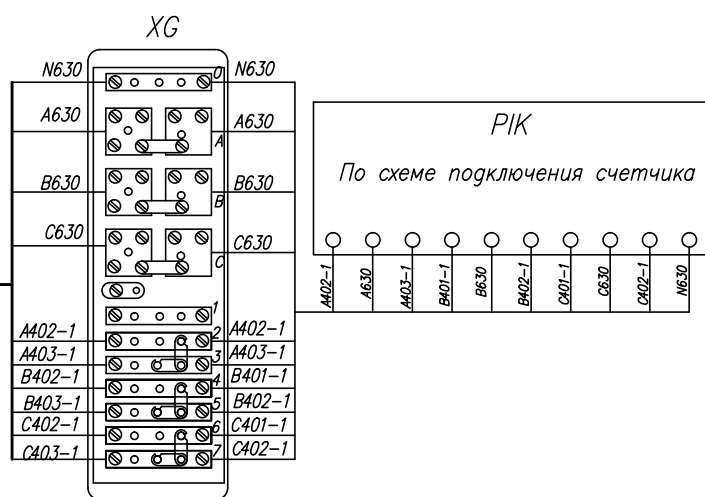 XG
N630 0 N630
A630 A630
A
B630 B630
B
C630 C630
C
1
A402-1 2 A402-1
A403-1 3 A403-1
B402-1 4 B401-1
B403-1 5 B402-1
C402-1 6 C401-1
C403-1 7 C402-1
PIK
По схеме подключения счетчика
A402-1 A630 A403-1 B401-1 B630 B402-1 C401-1 C630 C402-1 N630